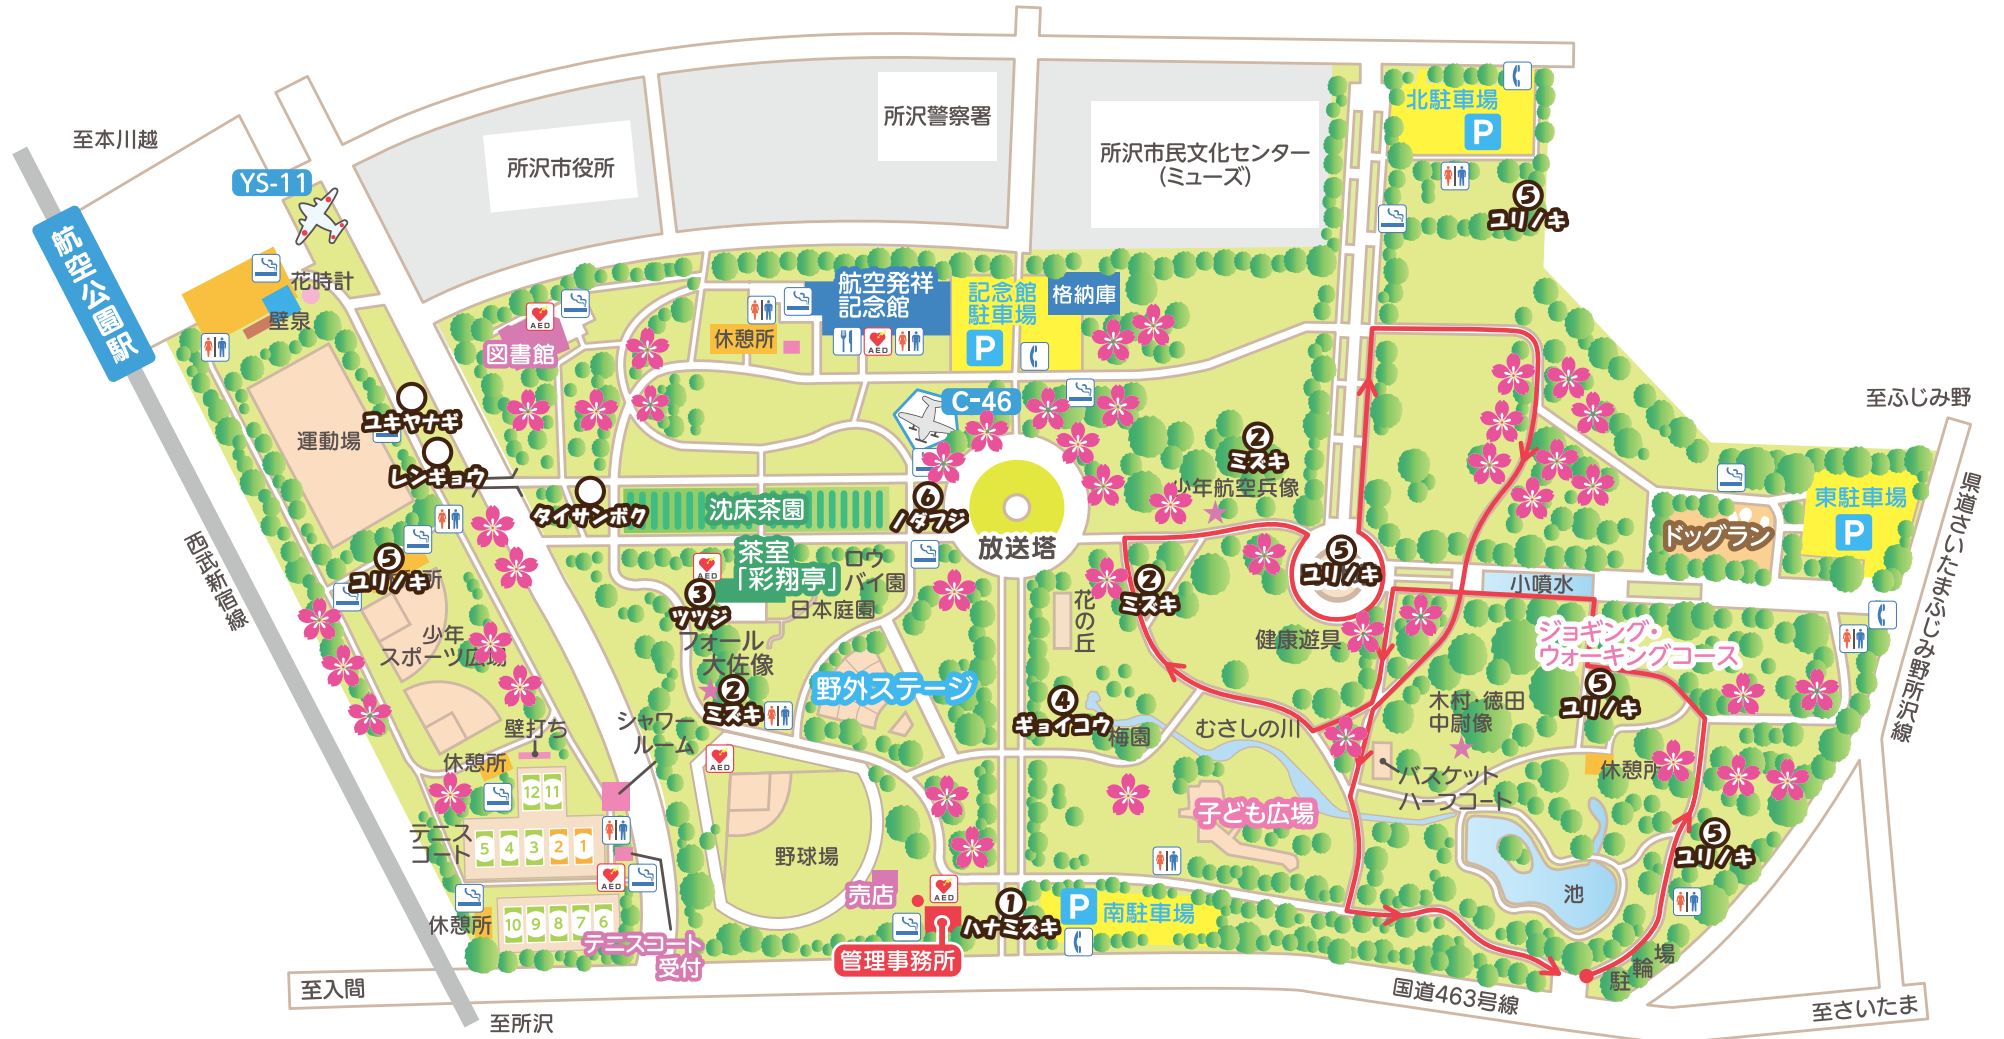 至本川越
YS-11
航空公園駅
花時計
壁泉
所沢市役所
所沢警察署
所沢市民文化センター
(ミューズ)
北駐車場
P
⑤
ユリノキ
図書館
AED
休憩所
航空発祥
記念館
AED
記念館
駐車場
P
格納庫
C-46
至ふじみ野
県道さいたまふじみ野所沢線
ユキヤナギ
運動場
レンギョウ
タイサンボク
沈床茶園
⑥
ノダフジ
放送塔
②
ミズキ
少年航空兵像
東駐車場
P
ドッグラン
小噴水
西武新宿線
⑤
ユリノキ
所
少年
スポーツ広場
AED
茶室
「彩翔亭」
ロウ
バイ園
日本庭園
③
ツツジ
フォール
大佐像
②
ミズキ
野外ステージ
花の丘
②
ミズキ
⑤
ユリノキ
健康遊具
ジョギング・
ウォーキングコース
⑤
ユリノキ
木村・徳田
中尉像
④
ギョイコウ
梅園
むさしの川
バスケット
ハーフコート
休憩所
壁打ち
シャワー
ルーム
休憩所
AED
12
11
テニス
コート
5
4
3
2
1
AED
休憩所
10
9
8
7
6
テニスコート
受付
野球場
売店
AED
管理事務所
①
ハナミズキ
P
南駐車場
子ども広場
池
⑤
ユリノキ
駐輪場
至入間
至所沢
国道463号線
至さいたま